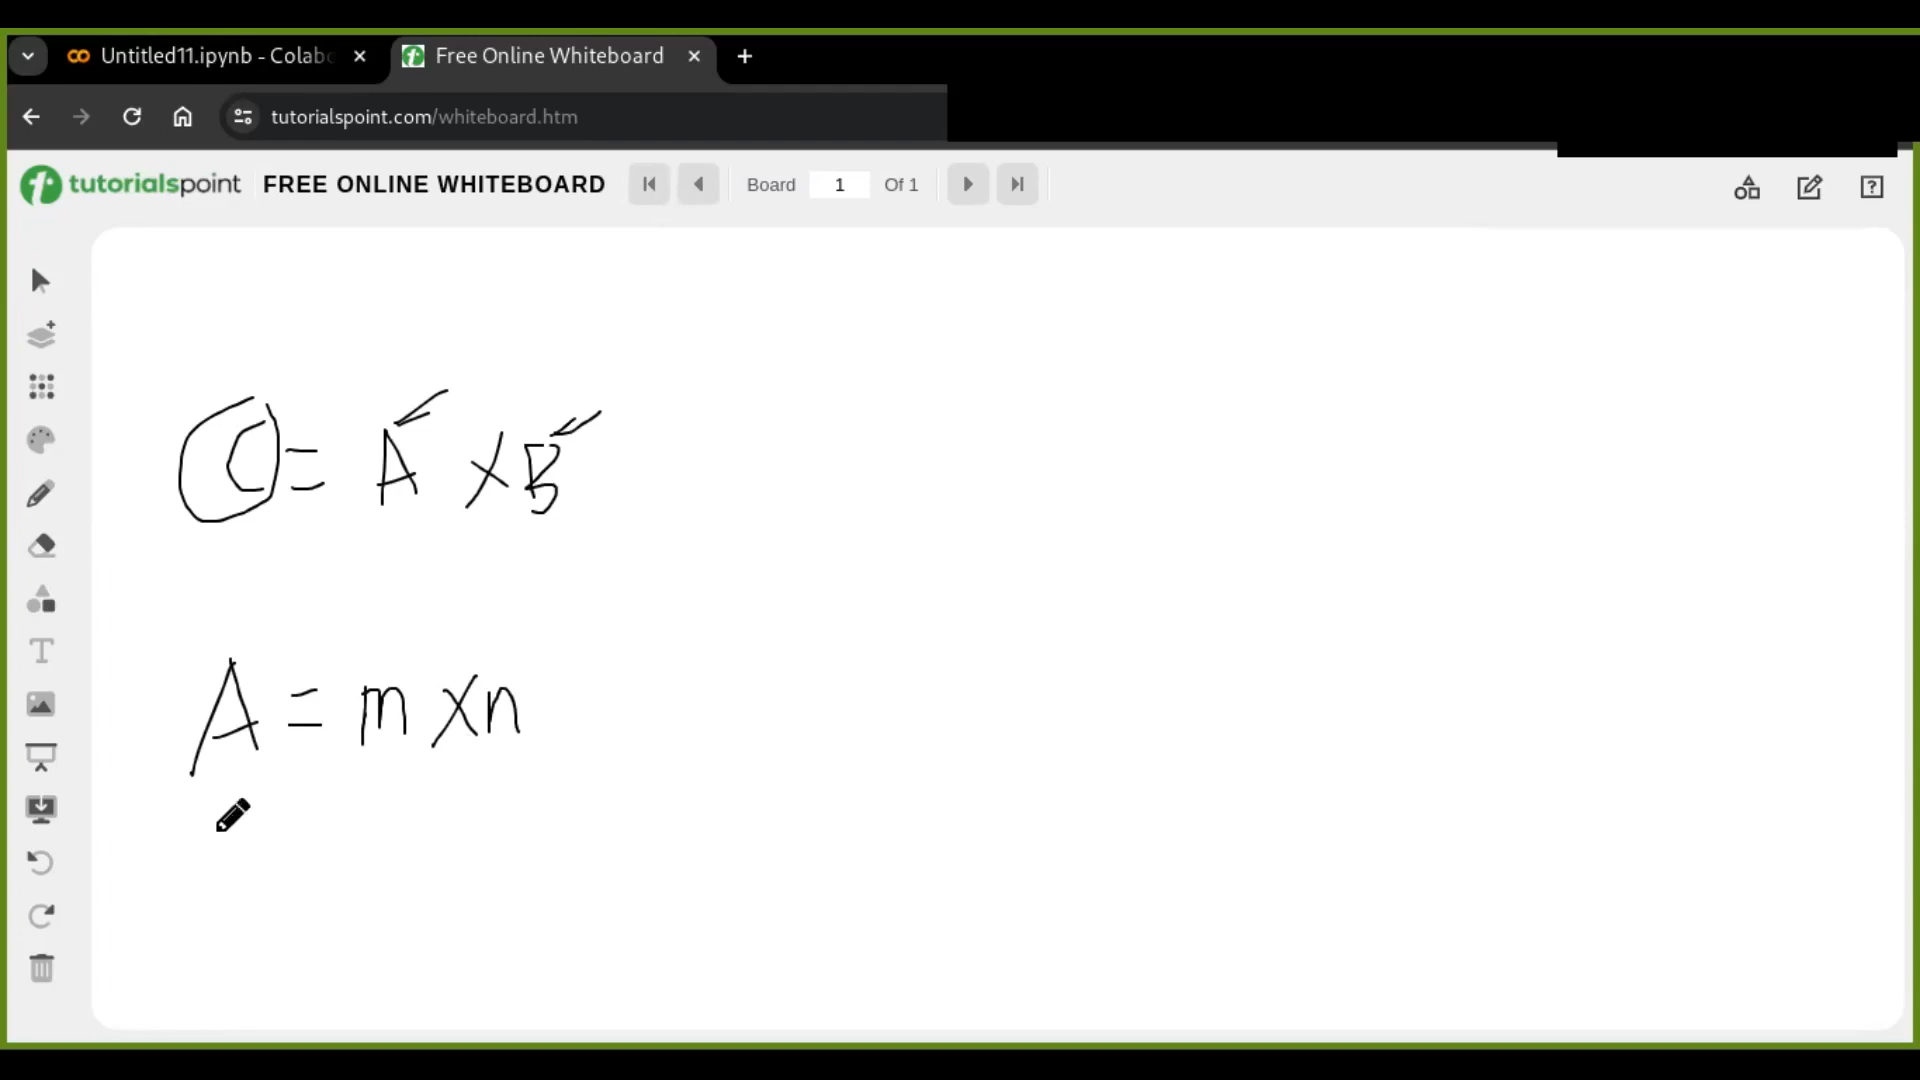 Untitled11.ipynb - Colab
Free Online Whiteboard
tutorialspoint.com/whiteboard.htm
tutorialspoint FREE ONLINE WHITEBOARD Board 1 Of 1
C = A X B
A = m X n